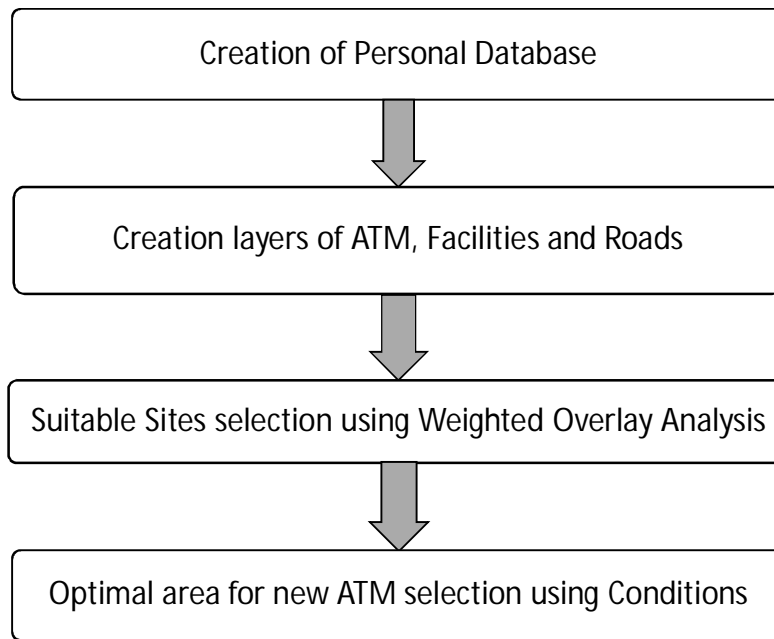 Creation of Personal Database
Creation layers of ATM, Facilities and Roads
Suitable Sites selection using Weighted Overlay Analysis
Optimal area for new ATM selection using Conditions